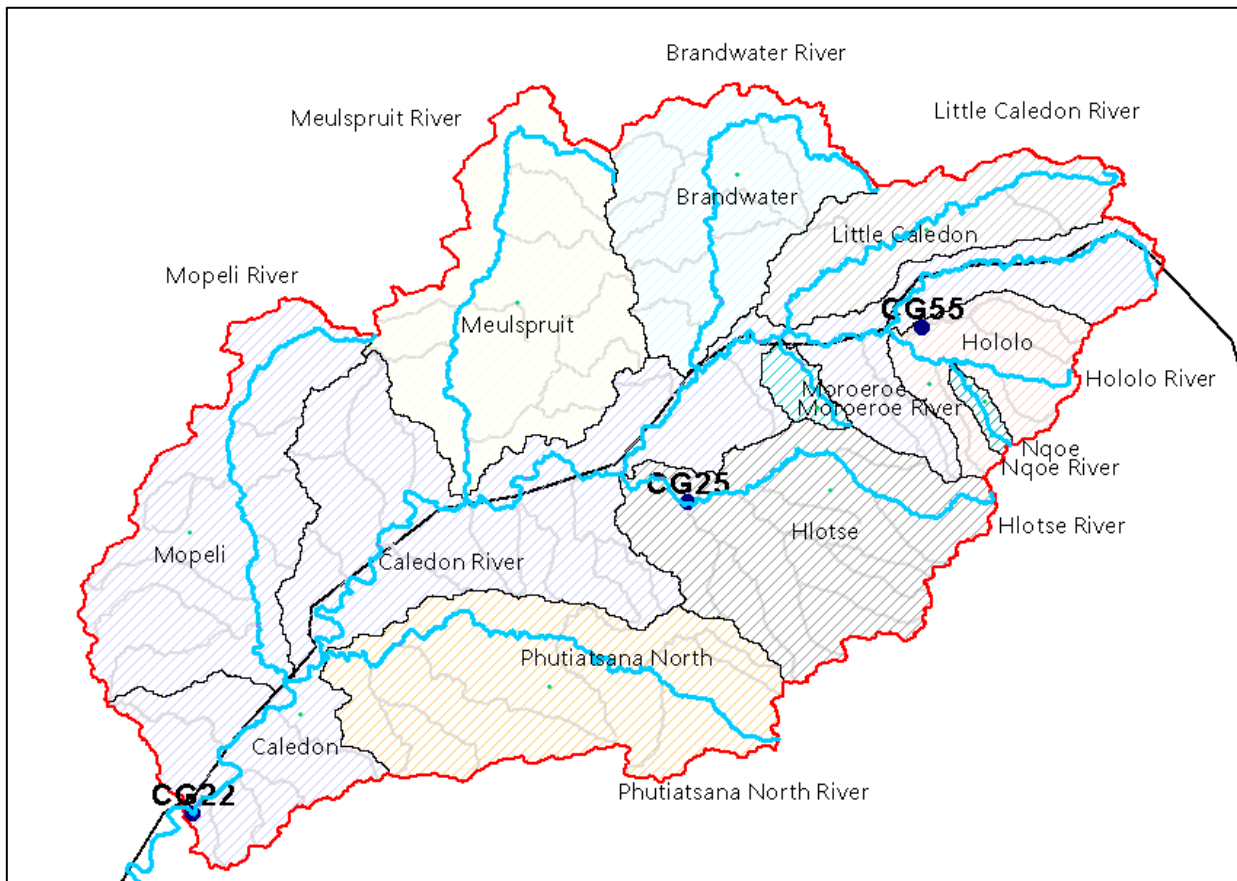 Brandwater River
Little Caledon River
Meulspruit River
Brandwater
Little Caledon
Mopeli River
CG55
Meulspruit
Hololo
Hololo River
Moroeroe
Moroeroe River
Nqoe
Nqoe River
CG25
Hlotse River
Hlotse
Mopeli
Caledon River
Phutiatsana North
Caledon
Phutiatsana North River
CG22